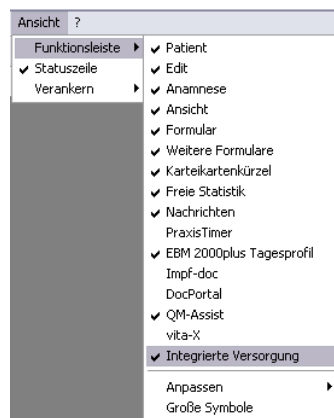 Ansicht ?
Funktionsleiste
Statuszeile
Verankern
Patient
Edit
Anamnese
Ansicht
Formular
Weitere Formulare
Karteikartenkürzel
Freie Statistik
Nachrichten
PraxisTimer
EBM 2000plus Tagesprofil
Impf-doc
DocPortal
QM-Assist
vita-X
Integrierte Versorgung
Anpassen
Große Symbole